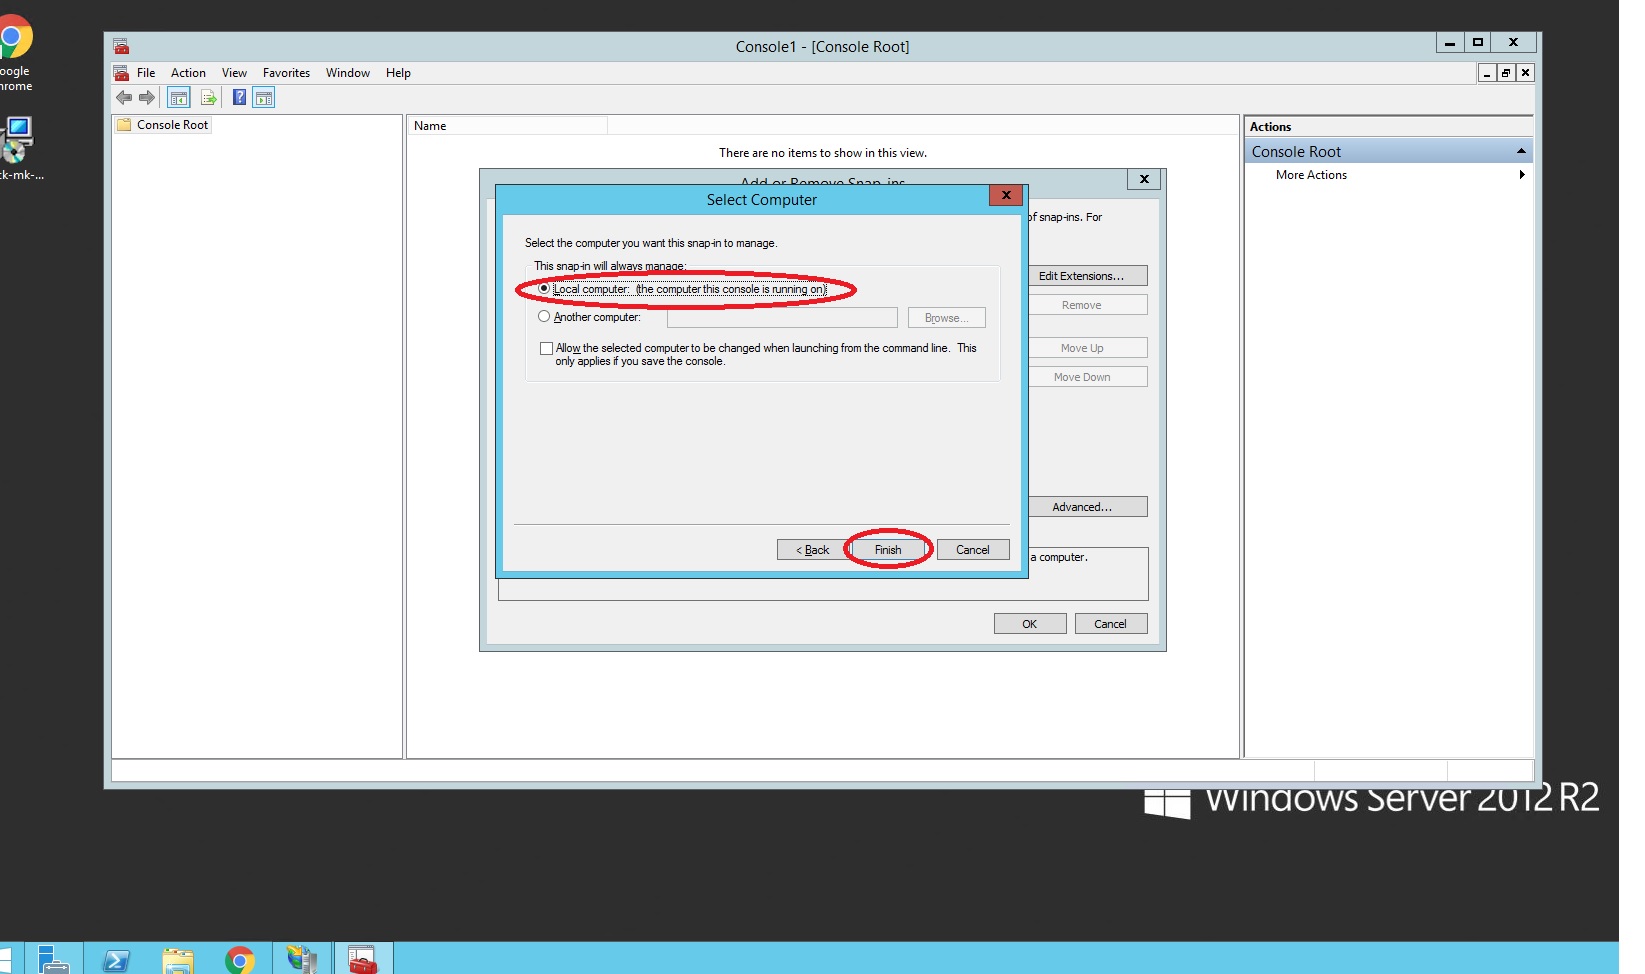 oogle
hrome
ck-mk-...
Console1 - [Console Root]
File Action View Favorites Window Help
Console Root
Name
There are no items to show in this view.
Actions
Console Root
More Actions
Add or Remove Snap-ins
of snap-ins. For
Edit Extensions...
Remove
Move Up
Move Down
Advanced...
a computer.
OK
Cancel
Select Computer
Select the computer you want this snap-in to manage.
This snap-in will always manage:
Local computer: (the computer this console is running on)
Another computer:
Browse...
Allow the selected computer to be changed when launching from the command line. This
only applies if you save the console.
< Back
Finish
Cancel
Windows Server 2012 R2